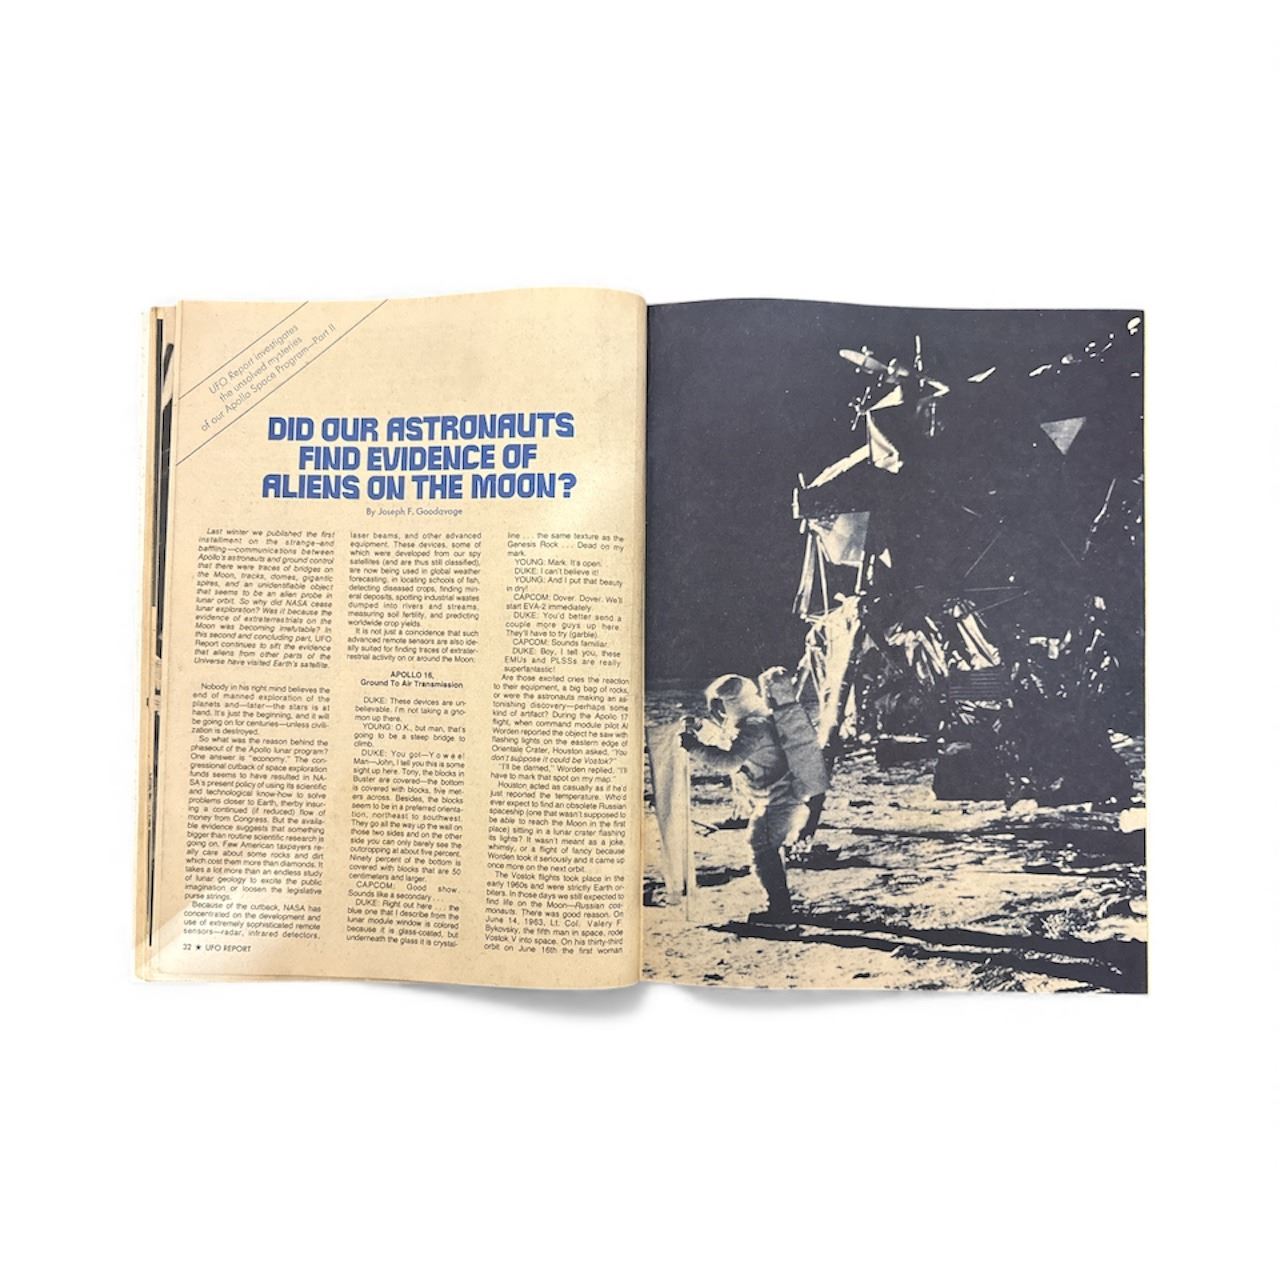 UFO Report investigates
the unsolved mysteries
of our Apollo Space Program—Part II
DID OUR ASTRONAUTS
FIND EVIDENCE OF
ALIENS ON THE MOON?
By Joseph F. Goodavage
Last winter we published the first
installment on the strange—and
baffling—communications between
Apollo's astronauts and ground control
that there were traces of bridges on
the Moon, tracks, domes, gigantic
spires, and an unidentifiable object
that seems to be an alien probe in
lunar orbit. So why did NASA cease
lunar exploration? Was it because the
evidence of extraterrestrials on the
Moon was becoming irrefutable? In
this second and concluding part, UFO
Report continues to sift the evidence
that aliens from other parts of the
Universe have visited Earth's satellite.
Nobody in his right mind believes the
end of manned exploration of the
planets and—later—the stars is at
hand. It's just the beginning, and it will
be going on for centuries—unless civili-
zation is destroyed.
So what was the reason behind the
phaseout of the Apollo lunar program?
One answer is "economy." The con-
gressional cutback of space exploration
funds seems to have resulted in NA-
SA's present policy of using its scientific
and technological know-how to solve
problems closer to Earth, thereby insur-
ing a continued (if reduced) flow of
money from Congress. But the availa-
ble evidence suggests that something
bigger than routine scientific research is
going on. Few American taxpayers re-
ally care about some rocks and dirt
which cost them more than diamonds. It
takes a lot more than an endless study
of lunar geology to excite the public
imagination or loosen the legislative
purse strings.
Because of the cutback, NASA has
concentrated on the development and
use of extremely sophisticated remote
sensors—radar, infrared detectors,
laser beams, and other advanced
equipment. These devices, some of
which were developed from our spy
satellites (and are thus still classified),
are now being used in global weather
forecasting, in locating schools of fish,
detecting diseased crops, finding min-
eral deposits, spotting industrial wastes
dumped into rivers and streams,
measuring soil fertility, and predicting
worldwide crop yields.
It is not just a coincidence that such
advanced remote sensors are also ide-
ally suited for finding traces of extrater-
restrial activity on or around the Moon:
APOLLO 16,
Ground To Air Transmission
DUKE: These devices are un-
believable. I'm not taking a gno-
mon up there.
YOUNG: O.K., but man, that's
going to be a steep bridge to
climb.
DUKE: You got—Yowee!
Man—John, I tell you this is some
sight up here. Tony, the blocks in
Buster are covered—the bottom
is covered with blocks, five met-
ers across. Besides, the blocks
seem to be in a preferred orienta-
tion, northeast to southwest.
They go all the way up the wall on
those two sides and on the other
side you can only barely see the
outcropping at about five percent.
Ninety percent of the bottom is
covered with blocks that are 50
centimeters and larger.
CAPCOM: Good show.
Sounds like a secondary . . .
DUKE: Right out here . . . the
blue one that I describe from the
lunar module window is colored
because it is glass-coated, but
underneath the glass it is crystal-
line . . . the same texture as the
Genesis Rock . . . Dead on my
mark.
YOUNG: Mark. It's open.
DUKE: I can't believe it!
YOUNG: And I put that beauty
in dry!
CAPCOM: Dover. Dover. We'll
start EVA-2 immediately.
DUKE: You'd better send a
couple more guys up here.
They'll have to try (garble).
CAPCOM: Sounds familiar.
DUKE: Boy, I tell you, these
EMUs and PLSSs are really
superfantastic!
Are those excited cries the reaction
to their equipment, a big bag of rocks,
or were the astronauts making an as-
tonishing discovery—perhaps some
kind of artifact? During the Apollo 17
flight, when command module pilot Al
Worden reported the object he saw with
flashing lights on the eastern edge of
Orientale Crater, Houston asked, "You
don't suppose it could be Vostok?"
"I'll be darned," Worden replied. "I'll
have to mark that spot on my map."
Houston acted as casually as if he'd
just reported the temperature. Who'd
ever expect to find an obsolete Russian
spaceship (one that wasn't supposed to
be able to reach the Moon in the first
place) sitting in a lunar crater flashing
its lights? It wasn't meant as a joke,
whimsy, or a flight of fancy because
Worden took it seriously and it came up
once more on the next orbit.
The Vostok flights took place in the
early 1960s and were strictly Earth or-
biters. In those days we still expected to
find life on the Moon—Russian cos-
monauts. There was good reason. On
June 14, 1963, Lt. Col. Valery F.
Bykovsky, the fifth man in space, rode
Vostok V into space. On his thirty-third
orbit on June 16th the first woman
32 ★ UFO REPORT